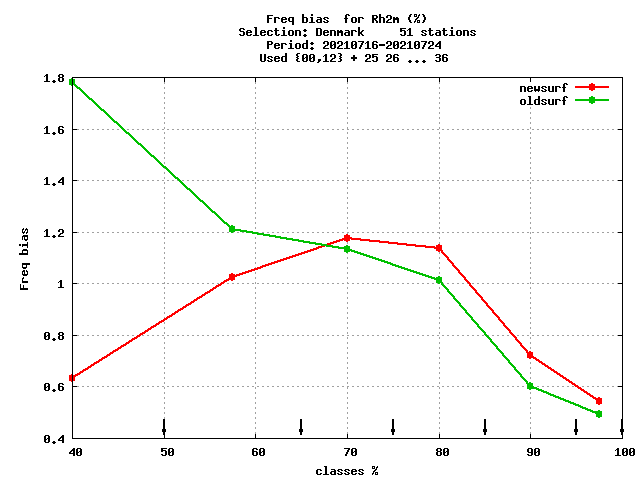 Freq bias  for Rh2m (%)
Selection: Denmark     51 stations
Period: 20210716-20210724
Used {00,12} + 25 26 ... 36
newsurf
oldsurf
1.8
1.6
1.4
1.2
1
0.8
0.6
0.4
Freq bias
40 50 60 70 80 90 100
classes %